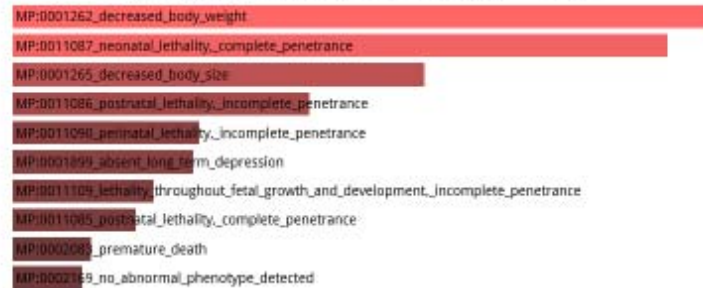 MP:0001262_decreased_body_weight
MP:0011087_neonatal_lethality,_complete_penetrance
MP:0001265_decreased_body_size
MP:0011086_postnatal_lethality,_incomplete_penetrance
MP:0011090_perinatal_lethality,_incomplete_penetrance
MP:0001899_absent_long_term_depression
MP:0011109_lethality_throughout_fetal_growth_and_development,_incomplete_penetrance
MP:0011085_postnatal_lethality,_complete_penetrance
MP:0002083_premature_death
MP:0002169_no_abnormal_phenotype_detected